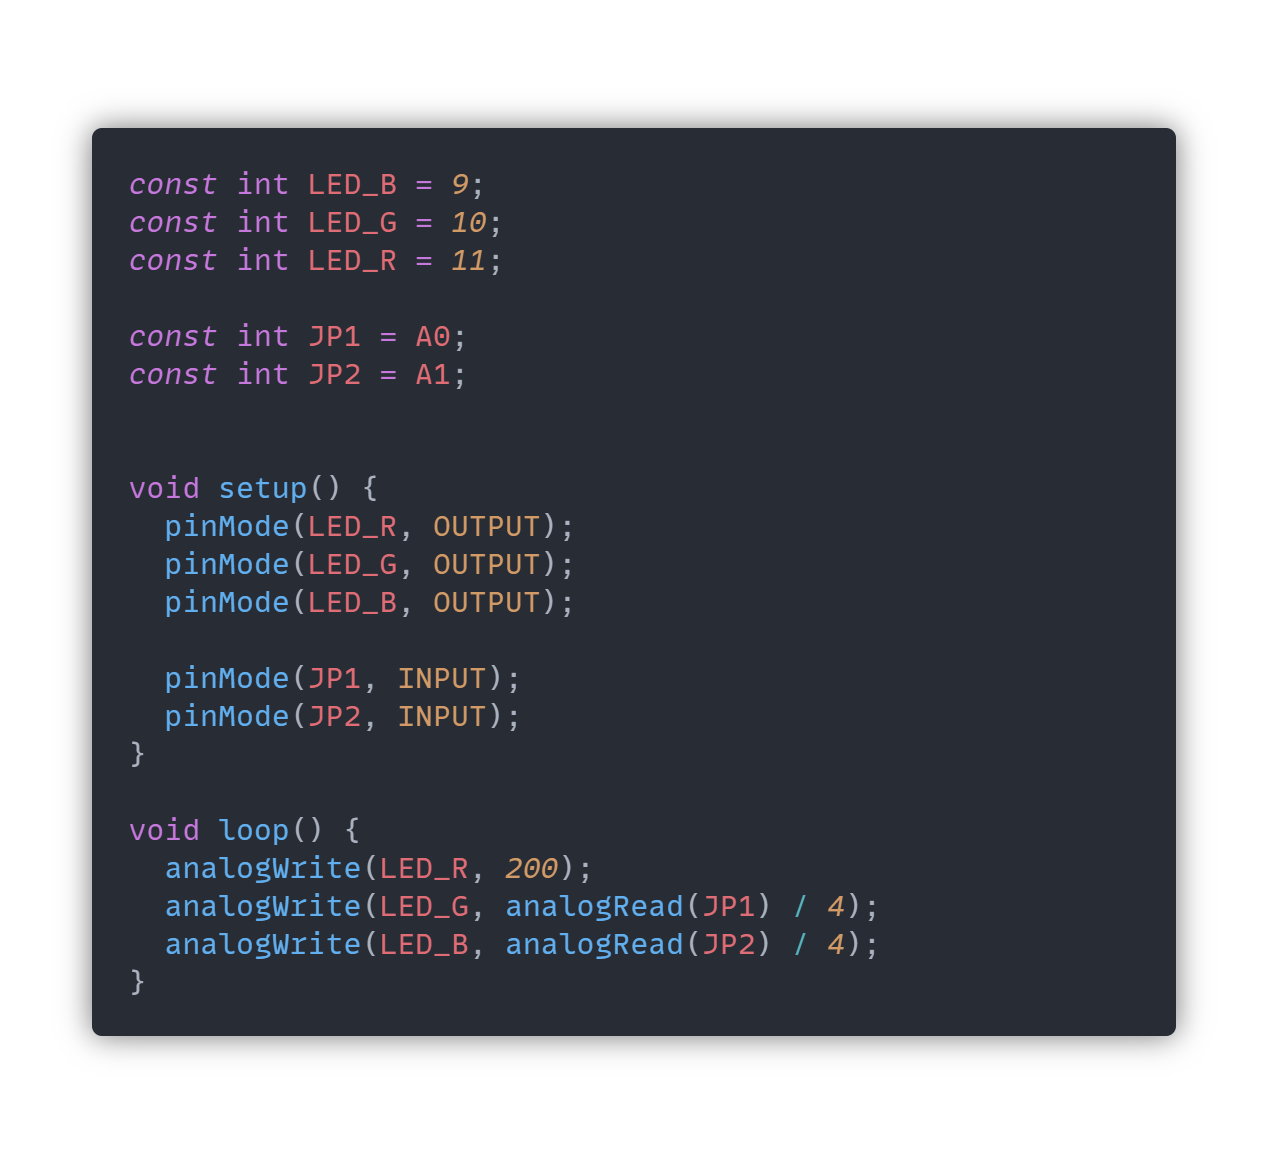 const int LED_B = 9;
const int LED_G = 10;
const int LED_R = 11;

const int JP1 = A0;
const int JP2 = A1;


void setup() {
  pinMode(LED_R, OUTPUT);
  pinMode(LED_G, OUTPUT);
  pinMode(LED_B, OUTPUT);

  pinMode(JP1, INPUT);
  pinMode(JP2, INPUT);
}

void loop() {
  analogWrite(LED_R, 200);
  analogWrite(LED_G, analogRead(JP1) / 4);
  analogWrite(LED_B, analogRead(JP2) / 4);
}